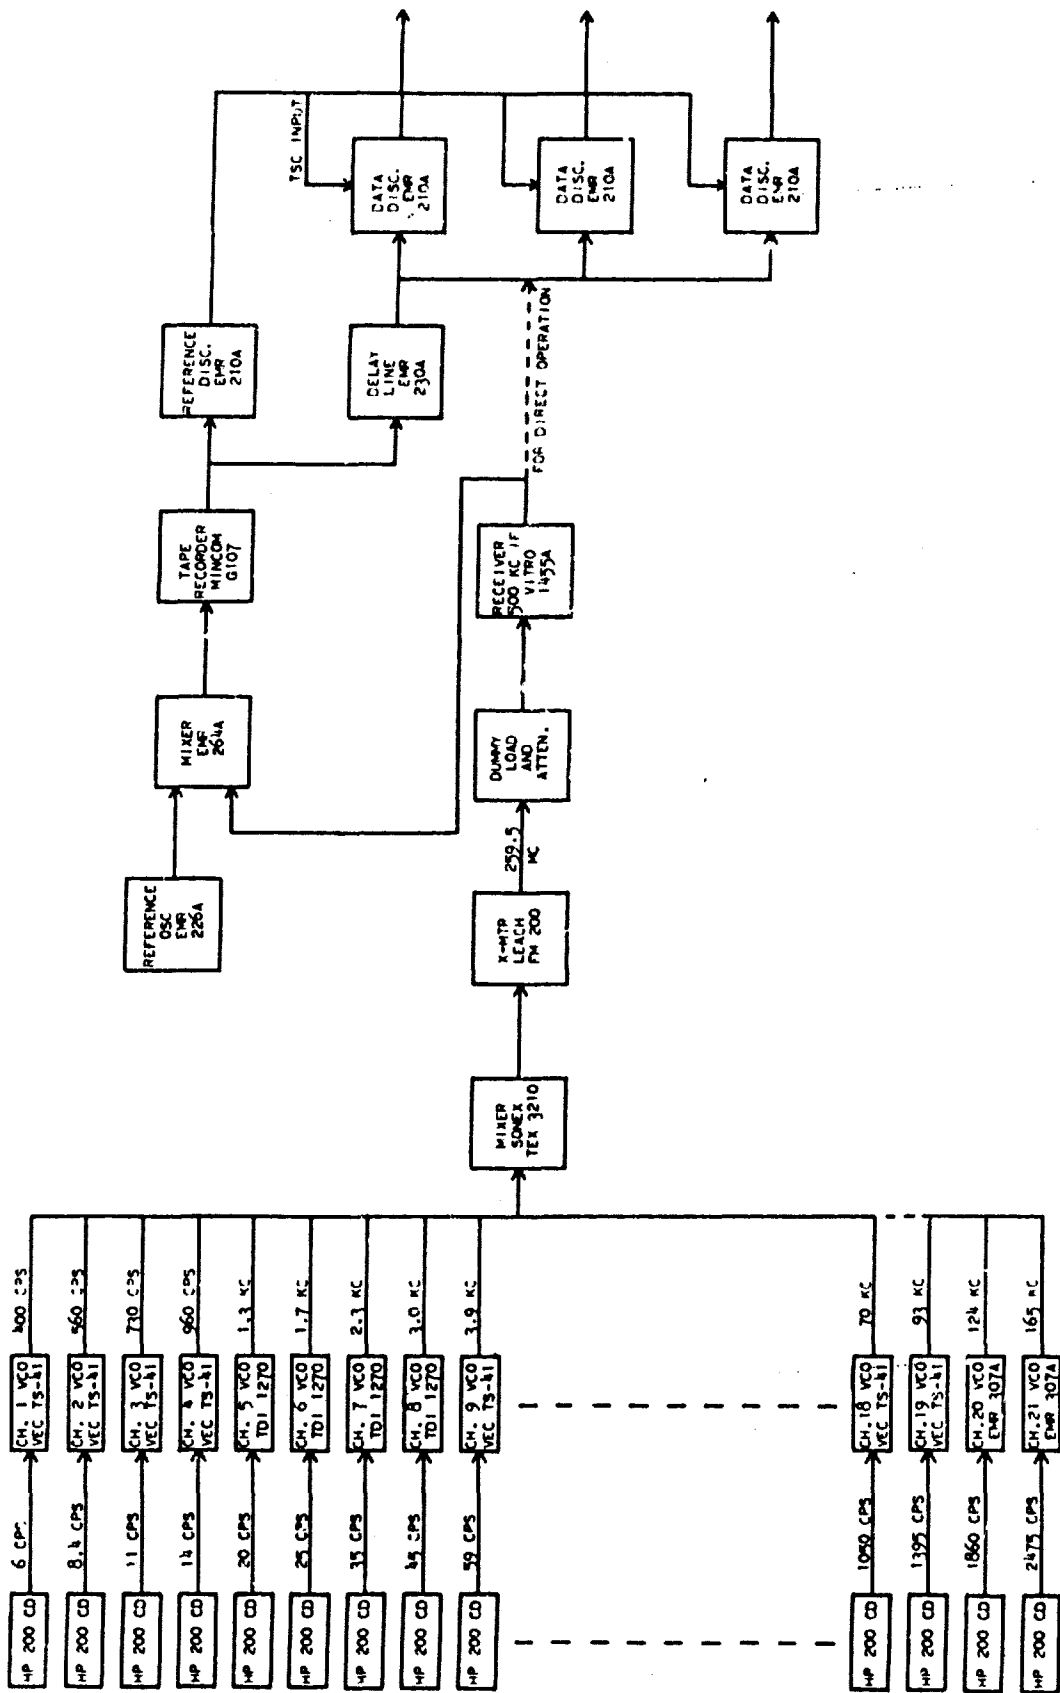 TSC INPUT
DATA
DISC.
EMR
210A
DATA
DISC.
EMR
210A
DATA
DISC.
EMR
210A
REFERENCE
DISC.
EMR
210A
DELAY
LINE
EMR
230A
FOR DIRECT OPERATION
TAPE
RECORDER
MINCOM
G107
RECEIVER
500 KC IF
VITRO
1455A
MIXER
EMR
264A
DUMMY
LOAD
AND
ATTEN.
259.5
MC
REFERENCE
OSC
EMR
226A
X-MTR
LEACH
FM 200
MIXER
SONEX
TEX 3210
HP 200 CD
6 CPS
CH. 1 VCO
VEC TS-41
400 CPS
HP 200 CD
8.4 CPS
CH. 2 VCO
VEC TS-41
560 CPS
HP 200 CD
11 CPS
CH. 3 VCO
VEC TS-41
730 CPS
HP 200 CD
14 CPS
CH. 4 VCO
VEC TS-41
960 CPS
HP 200 CD
20 CPS
CH. 5 VCO
TDI 1270
1.3 KC
HP 200 CD
25 CPS
CH. 6 VCO
TDI 1270
1.7 KC
HP 200 CD
35 CPS
CH. 7 VCO
TDI 1270
2.3 KC
HP 200 CD
45 CPS
CH. 8 VCO
TDI 1270
3.0 KC
HP 200 CD
59 CPS
CH. 9 VCO
VEC TS-41
3.9 KC
HP 200 CD
1050 CPS
CH.18 VCO
VEC TS-41
70 KC
HP 200 CD
1395 CPS
CH.19 VCO
VEC TS-41
93 KC
HP 200 CD
1860 CPS
CH.20 VCO
EMR 307A
124 KC
HP 200 CD
2475 CPS
CH.21 VCO
EMR 307A
165 KC